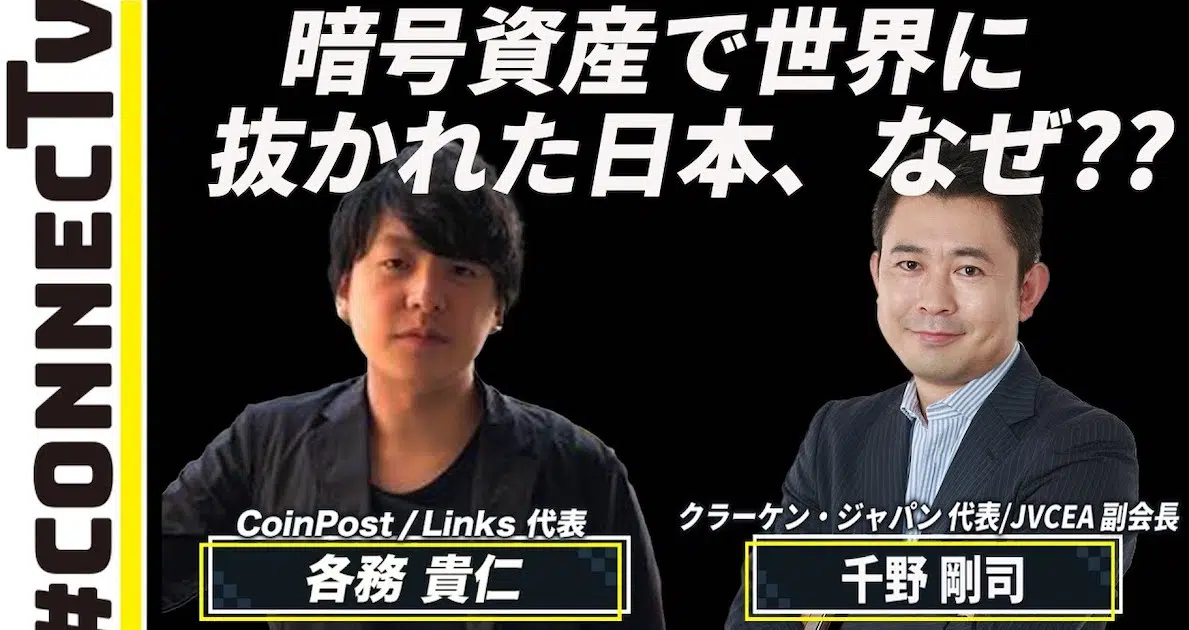 #CONNECTV
暗号資産で世界に
抜かれた日本、なぜ??
CoinPost / Links 代表
各務 貴仁
クラーケン・ジャパン 代表/JVCEA 副会長
千野 剛司